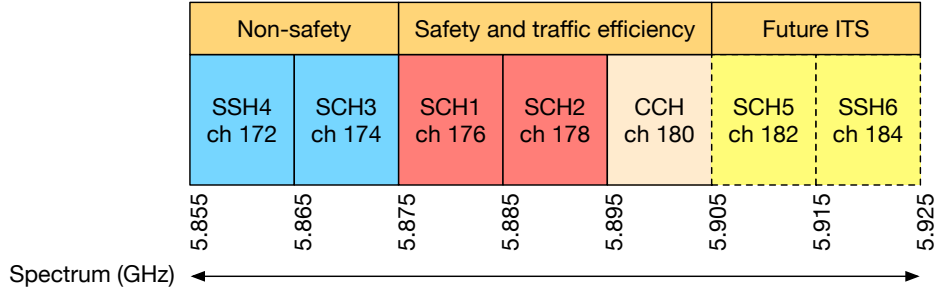 Non-safety
Safety and traffic efficiency
Future ITS
SSH4
ch 172
SCH3
ch 174
SCH1
ch 176
SCH2
ch 178
CCH
ch 180
SCH5
ch 182
SSH6
ch 184
5.855
5.865
5.875
5.885
5.895
5.905
5.915
5.925
Spectrum (GHz)